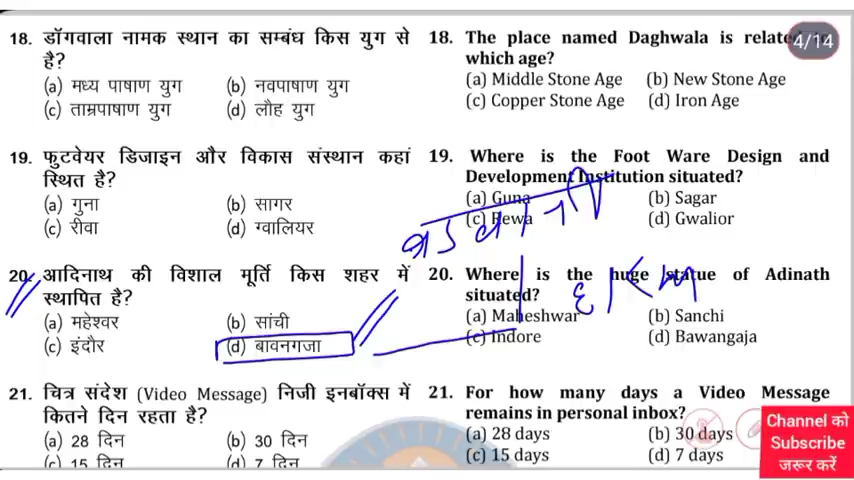 18. डॉगवाला नामक स्थान का सम्बंध किस युग से
है?
(a) मध्य पाषाण युग (b) नवपाषाण युग
(c) ताम्रपाषाण युग (d) लौह युग
19. फुटवेयर डिजाइन और विकास संस्थान कहां
स्थित है?
(a) गुना (b) सागर
(c) रीवा (d) ग्वालियर
20. आदिनाथ की विशाल मूर्ति किस शहर में
स्थापित है?
(a) महेश्वर (b) सांची
(c) इंदौर (d) बावनगजा
21. चित्र संदेश (Video Message) निजी इनबॉक्स में
कितने दिन रहता है?
(a) 28 दिन (b) 30 दिन
(c) 15 दिन (d) 7 दिन
18. The place named Daghwala is related
which age?
(a) Middle Stone Age (b) New Stone Age
(c) Copper Stone Age (d) Iron Age
19. Where is the Foot Ware Design and
Development Institution situated?
(a) Guna (b) Sagar
(c) Rewa (d) Gwalior
20. Where is the huge statue of Adinath
situated?
(a) Maheshwar (b) Sanchi
(c) Indore (d) Bawangaja
21. For how many days a Video Message
remains in personal inbox?
(a) 28 days (b) 30 days
(c) 15 days (d) 7 days
4/14
Channel को
Subscribe
जरूर करें